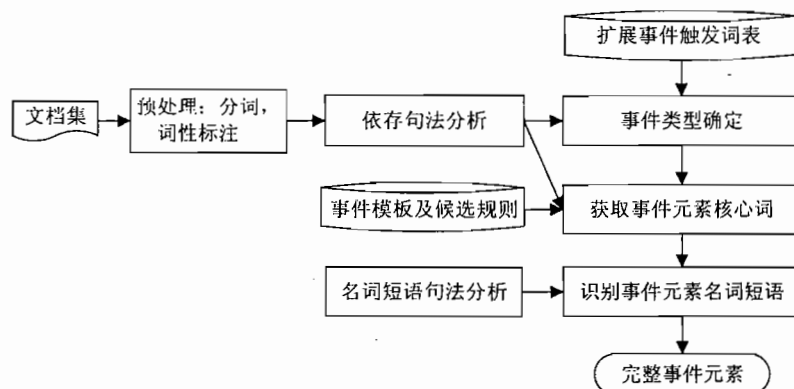 扩展事件触发词表
文档集
预处理：分词，
词性标注
依存句法分析
事件类型确定
事件模板及候选规则
获取事件元素核心词
名词短语句法分析
识别事件元素名词短语
完整事件元素